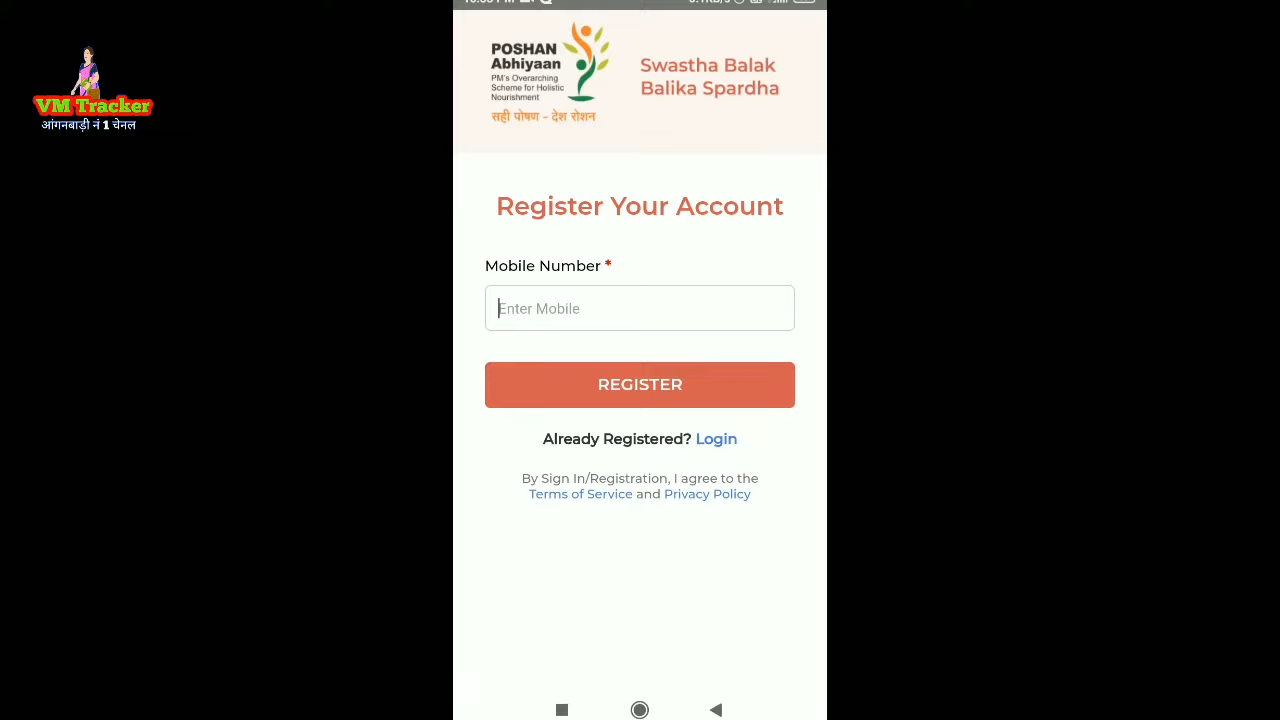 VM Tracker
आंगनबाड़ी नं 1 चेनल
POSHAN
Abhiyaan
PM's Overarching
Scheme for Holistic
Nourishment
सही पोषण - देश रोशन
Swastha Balak
Balika Spardha
Register Your Account
Mobile Number *
Enter Mobile
REGISTER
Already Registered? Login
By Sign In/Registration, I agree to the
Terms of Service and Privacy Policy